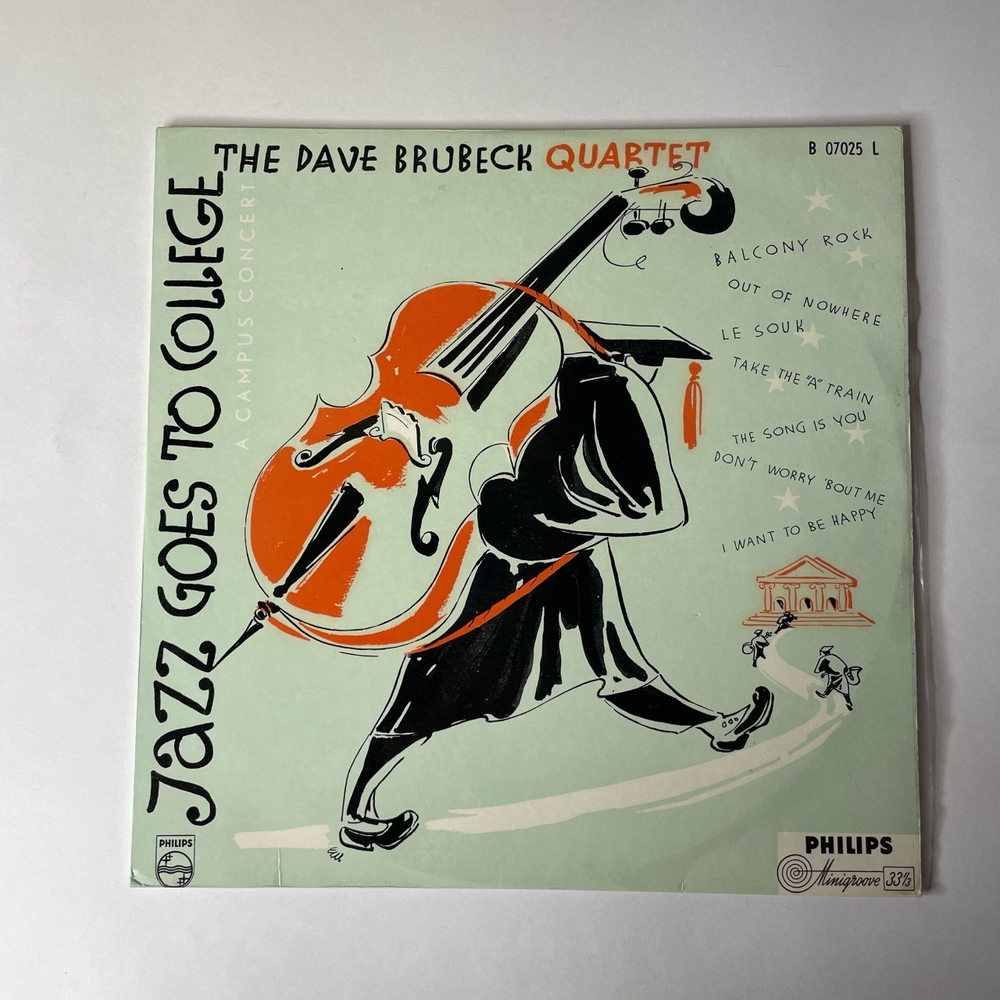 THE DAVE BRUBECK QUARTET
B 07025 L
JAZZ GOES TO COLLEGE
A CAMPUS CONCERT
BALCONY ROCK
OUT OF NOWHERE
LE SOUK
TAKE THE "A" TRAIN
THE SONG IS YOU
DON'T WORRY 'BOUT ME
I WANT TO BE HAPPY
PHILIPS
PHILIPS
Minigroove 33⅓